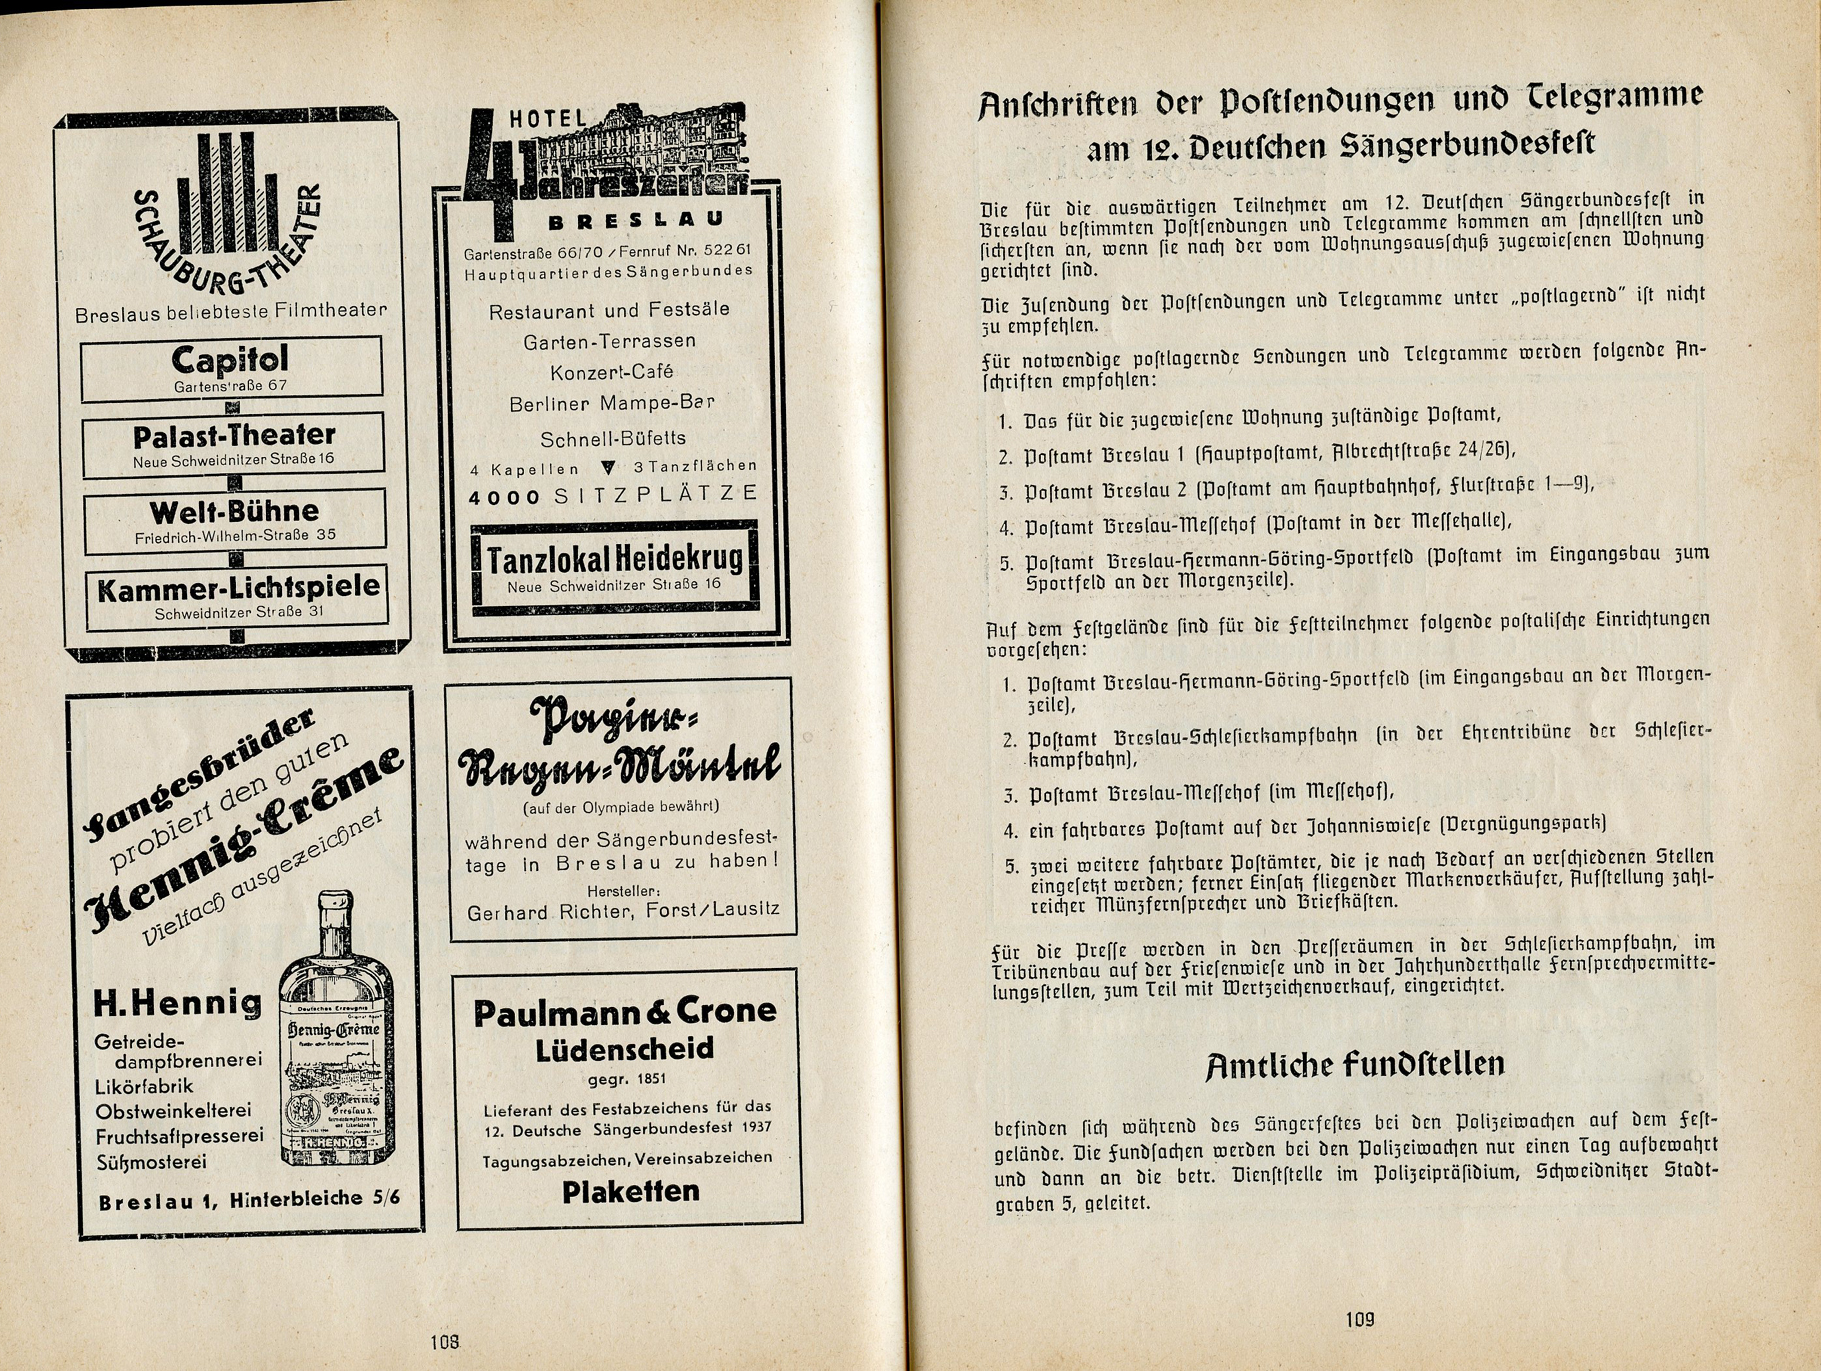 SCHAUBURG-THEATER
Breslaus beliebteste Filmtheater
Capitol
Gartenstraße 67
Palast-Theater
Neue Schweidnitzer Straße 16
Welt-Bühne
Friedrich-Wilhelm-Straße 35
Kammer-Lichtspiele
Schweidnitzer Straße 31
HOTEL
4 Jahreszeiten
BRESLAU
Gartenstraße 66/70 / Fernruf Nr. 522 61
Hauptquartier des Sängerbundes
Restaurant und Festsäle
Garten-Terrassen
Konzert-Café
Berliner Mampe-Bar
Schnell-Büfetts
4 Kapellen ▼ 3 Tanzflächen
4000 SITZPLÄTZE
Tanzlokal Heidekrug
Neue Schweidnitzer Straße 16
Sangesbrüder
probiert den guten
Hennig-Crême
Vielfach ausgezeichnet
H. Hennig
Getreide-
dampfbrennerei
Likörfabrik
Obstweinkelterei
Fruchtsaftpresserei
Süßmosterei
Deutsches Erzeugnis
Hennig-Crême
H. Hennig
Breslau X.
H. HENNIG
Breslau 1, Hinterbleiche 5/6
Papier-
Regen-Mäntel
(auf der Olympiade bewährt)
während der Sängerbundesfest-
tage in Breslau zu haben!
Hersteller:
Gerhard Richter, Forst/Lausitz
Paulmann & Crone
Lüdenscheid
gegr. 1851
Lieferant des Festabzeichens für das
12. Deutsche Sängerbundesfest 1937
Tagungsabzeichen, Vereinsabzeichen
Plaketten
108
Anschriften der Postsendungen und Telegramme
am 12. Deutschen Sängerbundesfest
Die für die auswärtigen Teilnehmer am 12. Deutschen Sängerbundesfest in
Breslau bestimmten Postsendungen und Telegramme kommen am schnellsten und
sichersten an, wenn sie nach der vom Wohnungsausschuß zugewiesenen Wohnung
gerichtet sind.
Die Zusendung der Postsendungen und Telegramme unter „postlagernd" ist nicht
zu empfehlen.
Für notwendige postlagernde Sendungen und Telegramme werden folgende An-
schriften empfohlen:
1. Das für die zugewiesene Wohnung zuständige Postamt,
2. Postamt Breslau 1 (Hauptpostamt, Albrechtstraße 24/26),
3. Postamt Breslau 2 (Postamt am Hauptbahnhof, Flurstraße 1—9),
4. Postamt Breslau-Messehof (Postamt in der Messehalle),
5. Postamt Breslau-Hermann-Göring-Sportfeld (Postamt im Eingangsbau zum
Sportfeld an der Morgenzeile).
Auf dem Festgelände sind für die Festteilnehmer folgende postalische Einrichtungen
vorgesehen:
1. Postamt Breslau-Hermann-Göring-Sportfeld (im Eingangsbau an der Morgen-
zeile),
2. Postamt Breslau-Schlesierkampfbahn (in der Ehrentribüne der Schlesier-
kampfbahn),
3. Postamt Breslau-Messehof (im Messehof),
4. ein fahrbares Postamt auf der Johanniswiese (Vergnügungspark)
5. zwei weitere fahrbare Postämter, die je nach Bedarf an verschiedenen Stellen
eingesetzt werden; ferner Einsatz fliegender Markenverkäufer, Aufstellung zahl-
reicher Münzfernsprecher und Briefkästen.
Für die Presse werden in den Presseräumen in der Schlesierkampfbahn, im
Tribünenbau auf der Friesenwiese und in der Jahrhunderthalle Fernsprechvermitte-
lungsstellen, zum Teil mit Wertzeichenverkauf, eingerichtet.
Amtliche Fundstellen
befinden sich während des Sängerfestes bei den Polizeiwachen auf dem Fest-
gelände. Die Fundsachen werden bei den Polizeiwachen nur einen Tag aufbewahrt
und dann an die betr. Dienststelle im Polizeipräsidium, Schweidnitzer Stadt-
graben 5, geleitet.
109